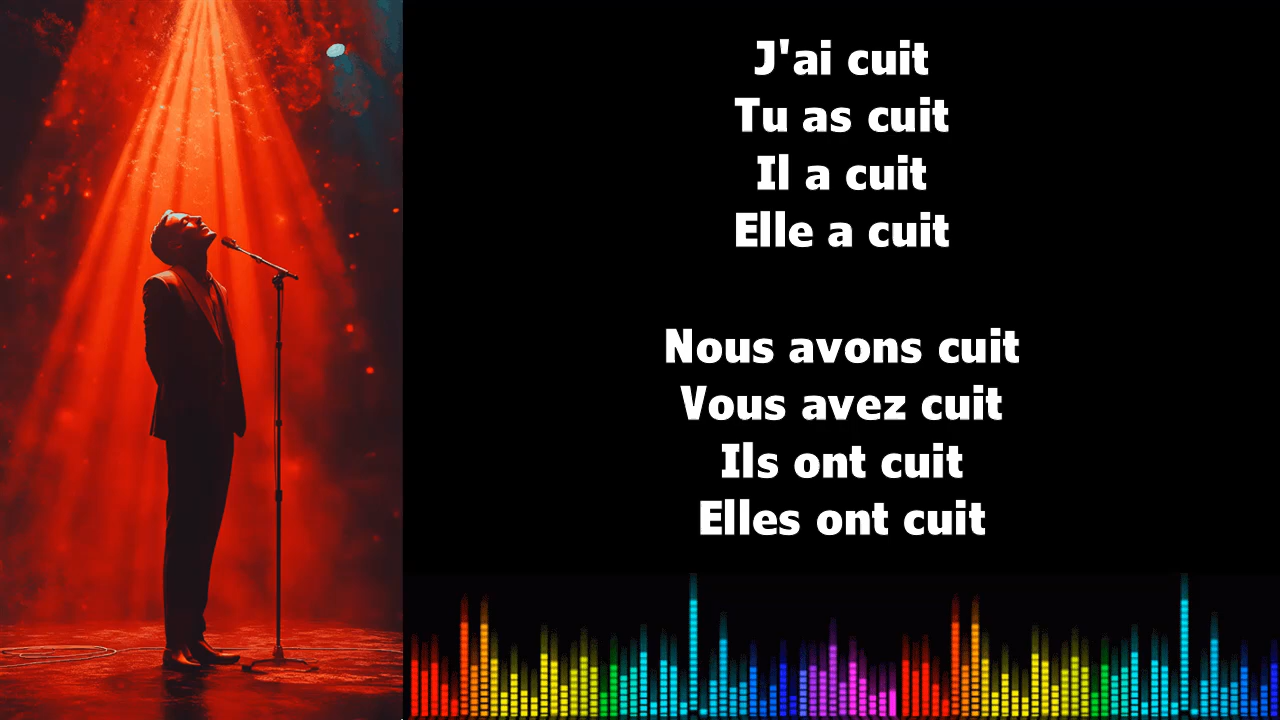 J'ai cuit
Tu as cuit
Il a cuit
Elle a cuit
Nous avons cuit
Vous avez cuit
Ils ont cuit
Elles ont cuit